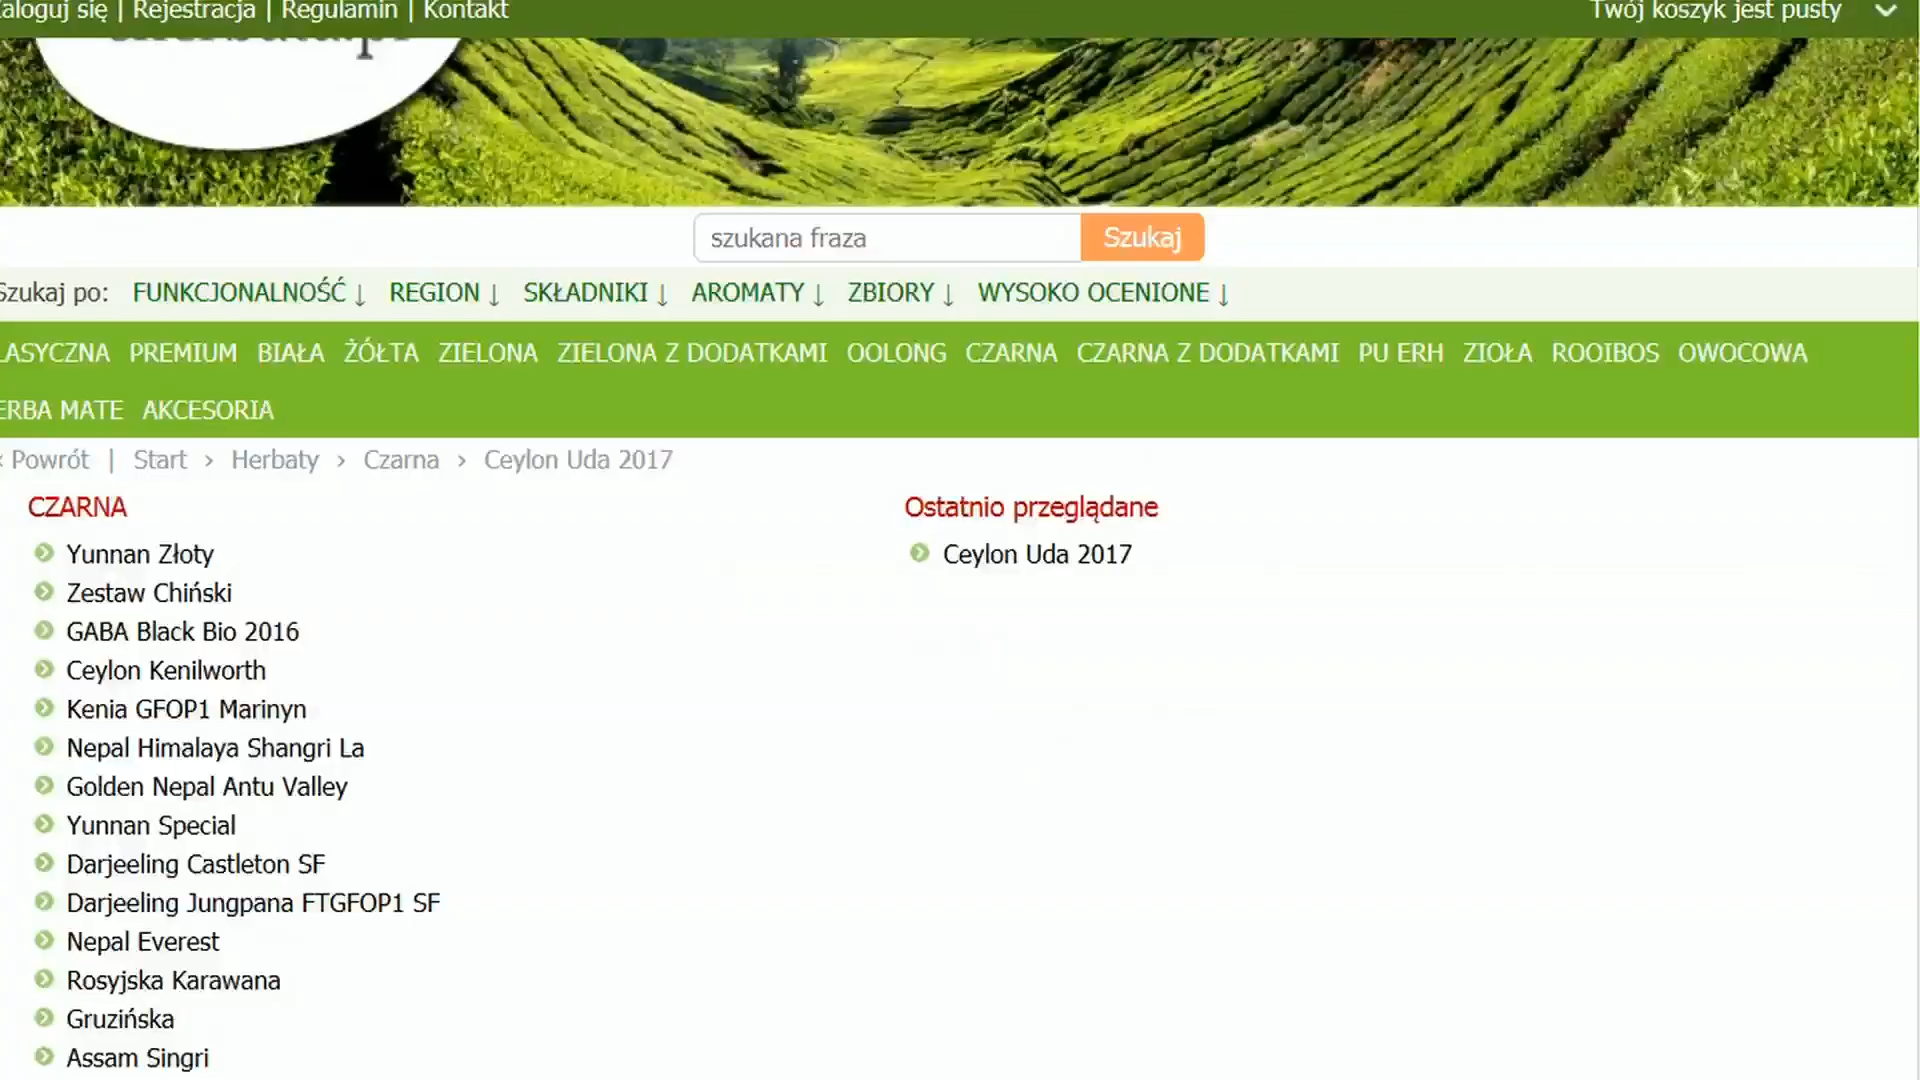 się | Rejestracja | Regulamin | Kontakt
Twój koszyk jest pusty
szukana fraza
Szukaj
Szukaj po: FUNKCJONALNOŚĆ ↓ REGION ↓ SKŁADNIKI ↓ AROMATY ↓ ZBIORY ↓ WYSOKO OCENIONE ↓
PREMIUM BIAŁA ŻÓŁTA ZIELONA ZIELONA Z DODATKAMI OOLONG CZARNA CZARNA Z DODATKAMI PU ERH ZIOŁA ROOIBOS OWOCOWA
MATE AKCESORIA
‹ Powrót | Start › Herbaty › Czarna › Ceylon Uda 2017
CZARNA
Yunnan Złoty
Zestaw Chiński
GABA Black Bio 2016
Ceylon Kenilworth
Kenia GFOP1 Marinyn
Nepal Himalaya Shangri La
Golden Nepal Antu Valley
Yunnan Special
Darjeeling Castleton SF
Darjeeling Jungpana FTGFOP1 SF
Nepal Everest
Rosyjska Karawana
Gruzińska
Assam Singri
Ostatnio przeglądane
Ceylon Uda 2017